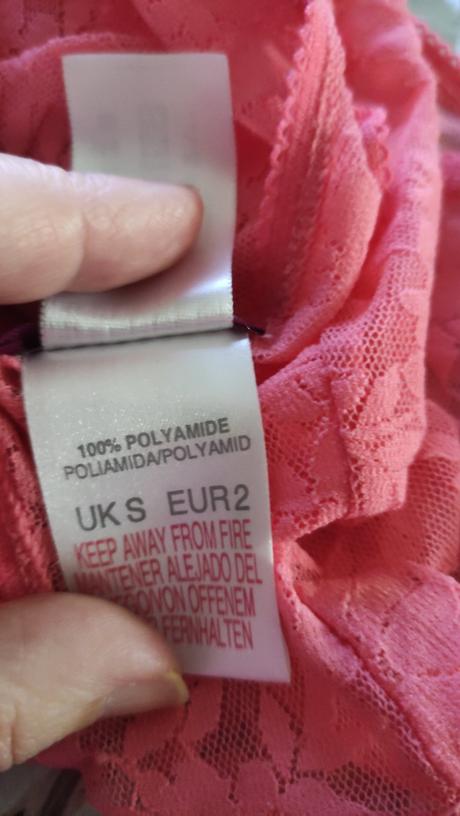 100% POLYAMIDE
POLIAMIDA/POLYAMID
UK S EUR 2
KEEP AWAY FROM FIRE
MANTENER ALEJADO DEL
VON OFFENEM
FERNHALTEN